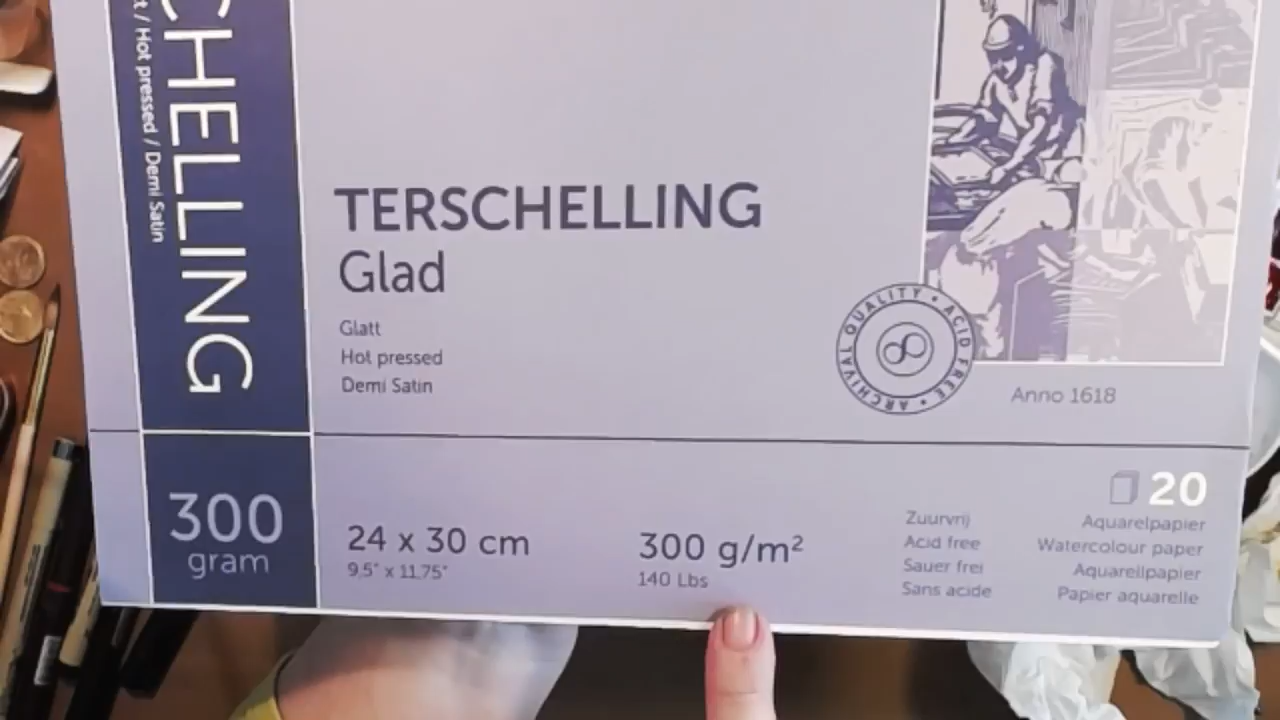 CHELLING
t / Hot pressed / Demi Satin
TERSCHELLING
Glad
Glatt
Hot pressed
Demi Satin
ARCHIVAL QUALITY • ACID FREE •
Anno 1618
300
gram
24 x 30 cm
9,5" x 11,75"
300 g/m²
140 Lbs
Zuurvrij
Acid free
Sauer frei
Sans acide
20
Aquarelpapier
Watercolour paper
Aquarellpapier
Papier aquarelle